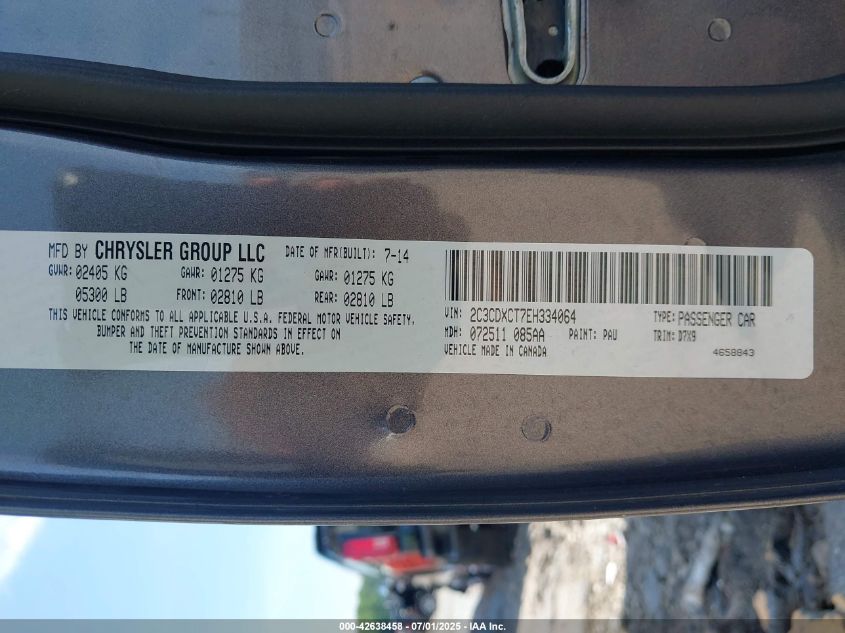 MFD BY CHRYSLER GROUP LLC DATE OF MFR(BUILT): 7-14
GVWR: 02405 KG GAWR: 01275 KG GAWR: 01275 KG
05300 LB FRONT: 02810 LB REAR: 02810 LB
THIS VEHICLE CONFORMS TO ALL APPLICABLE U.S.A. FEDERAL MOTOR VEHICLE SAFETY,
BUMPER AND THEFT PREVENTION STANDARDS IN EFFECT ON
THE DATE OF MANUFACTURE SHOWN ABOVE.
VIN: 2C3CDXCT7EH334064 TYPE: PASSENGER CAR
MDH: 072511 085AA PAINT: PAU TRIM: D7X9
VEHICLE MADE IN CANADA 4658843
000-42638458 - 07/01/2025 - IAA Inc.